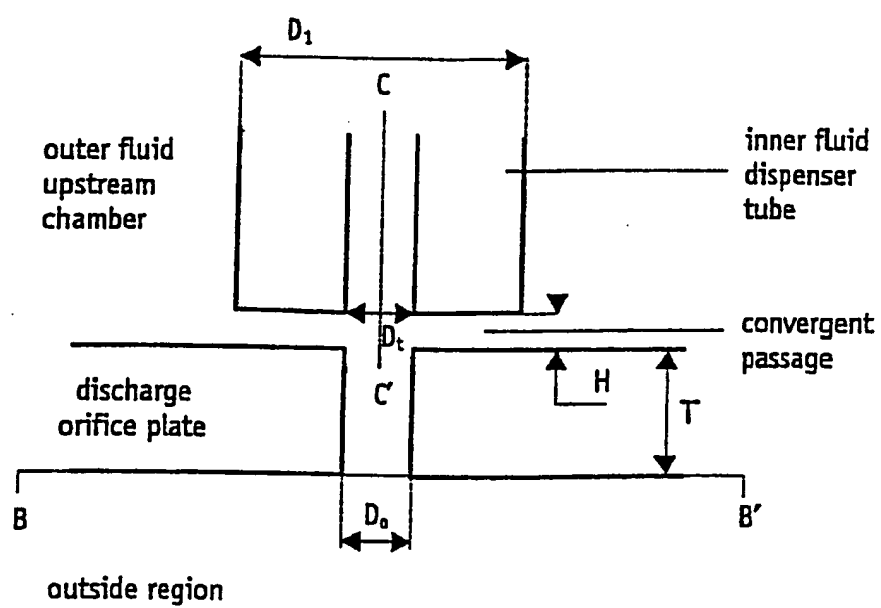 D1
C
outer fluid
upstream
chamber
inner fluid
dispenser
tube
Dt
convergent
passage
C'
H
T
discharge
orifice plate
B
Do
B'
outside region